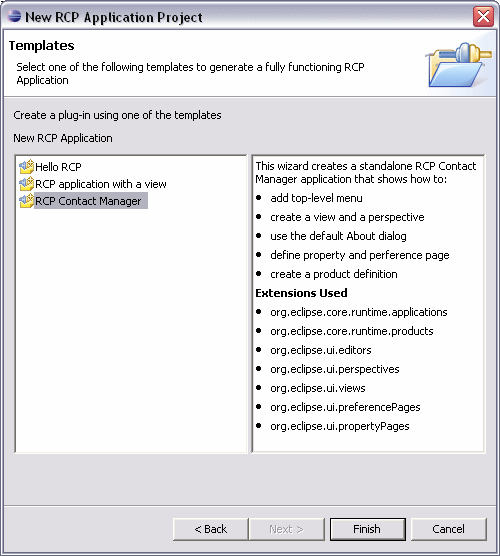 New RCP Application Project
Templates
Select one of the following templates to generate a fully functioning RCP
Application
Create a plug-in using one of the templates
New RCP Application
Hello RCP
RCP application with a view
RCP Contact Manager
This wizard creates a standalone RCP Contact
Manager application that shows how to:
• add top-level menu
• create a view and a perspective
• use the default About dialog
• define property and perference page
• create a product definition
Extensions Used
• org.eclipse.core.runtime.applications
• org.eclipse.core.runtime.products
• org.eclipse.ui.editors
• org.eclipse.ui.perspectives
• org.eclipse.ui.views
• org.eclipse.ui.preferencePages
• org.eclipse.ui.propertyPages
< Back Next > Finish Cancel